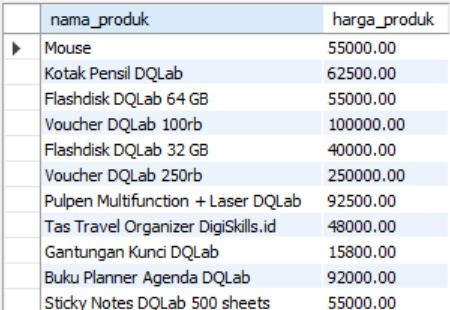 nama_produk harga_produk
Mouse 55000.00
Kotak Pensil DQLab 62500.00
Flashdisk DQLab 64 GB 55000.00
Voucher DQLab 100rb 100000.00
Flashdisk DQLab 32 GB 40000.00
Voucher DQLab 250rb 250000.00
Pulpen Multifunction + Laser DQLab 92500.00
Tas Travel Organizer DigiSkills.id 48000.00
Gantungan Kunci DQLab 15800.00
Buku Planner Agenda DQLab 92000.00
Sticky Notes DQLab 500 sheets 55000.00